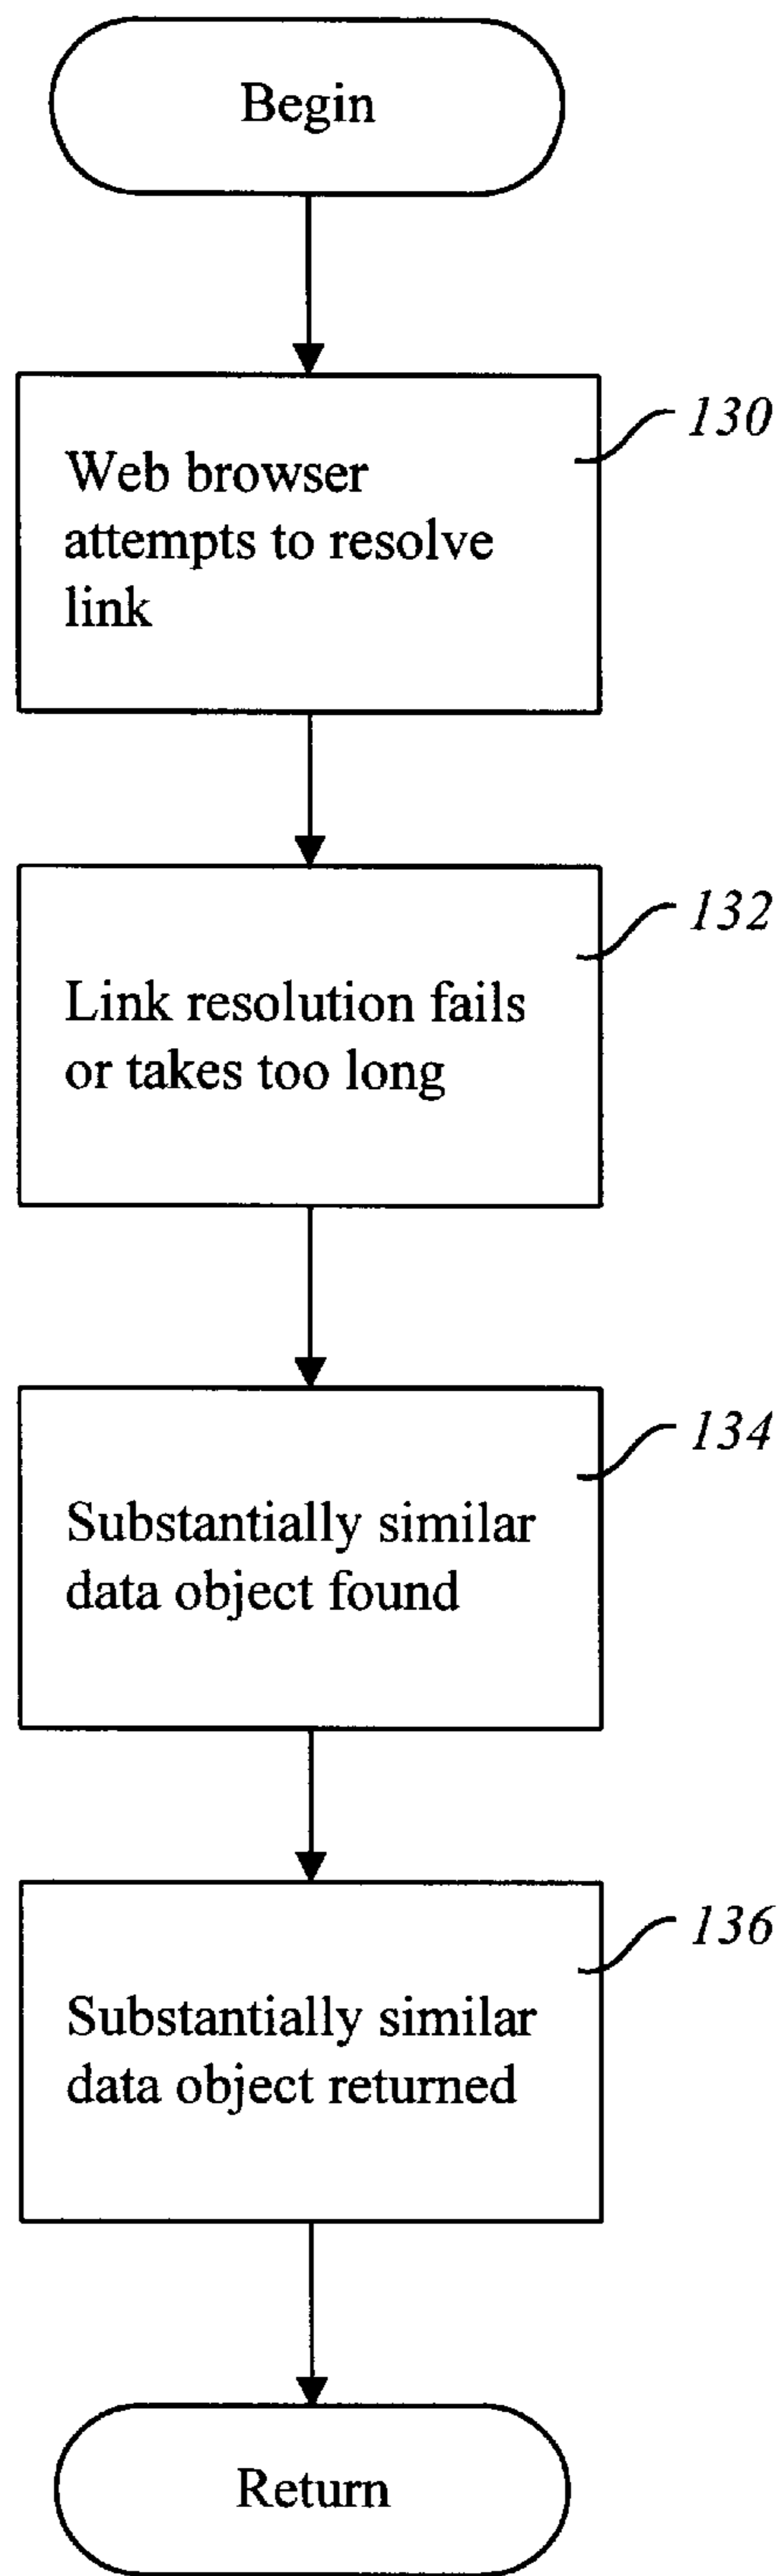 Begin
130
Web browser
attempts to resolve
link
132
Link resolution fails
or takes too long
134
Substantially similar
data object found
136
Substantially similar
data object returned
Return